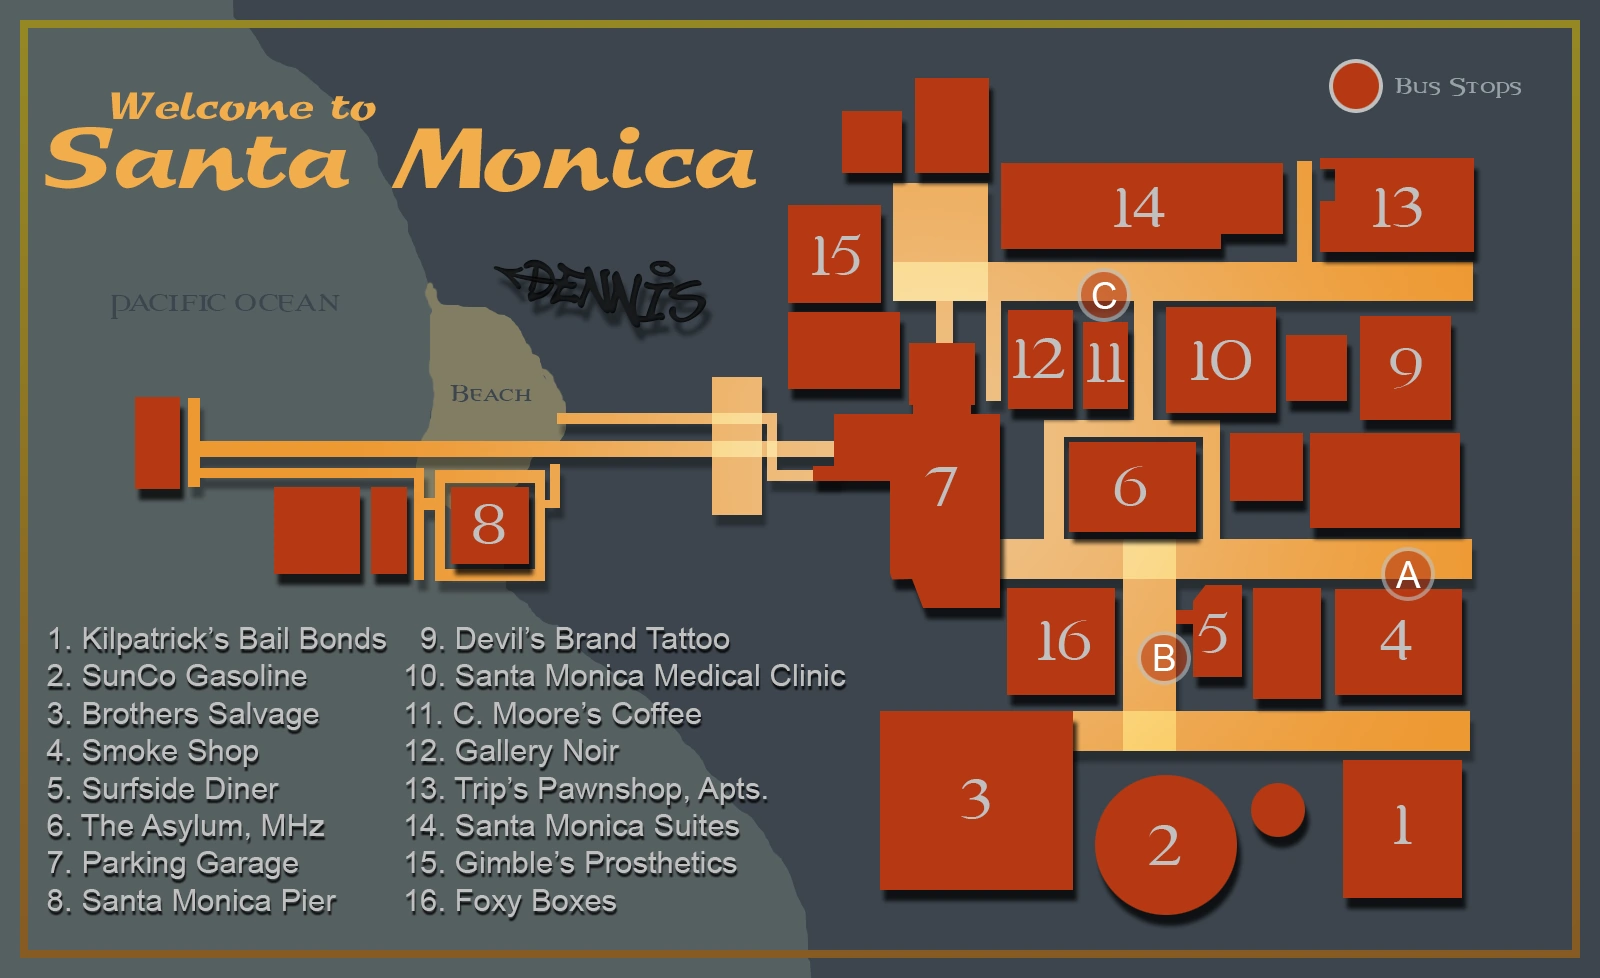 Welcome to
Santa Monica
Bus Stops
PACIFIC OCEAN
DENNIS
Beach
14
13
15
C
12
11
10
9
7
6
8
A
16
B
5
4
3
2
1
1. Kilpatrick's Bail Bonds
2. SunCo Gasoline
3. Brothers Salvage
4. Smoke Shop
5. Surfside Diner
6. The Asylum, MHz
7. Parking Garage
8. Santa Monica Pier
9. Devil's Brand Tattoo
10. Santa Monica Medical Clinic
11. C. Moore's Coffee
12. Gallery Noir
13. Trip's Pawnshop, Apts.
14. Santa Monica Suites
15. Gimble's Prosthetics
16. Foxy Boxes